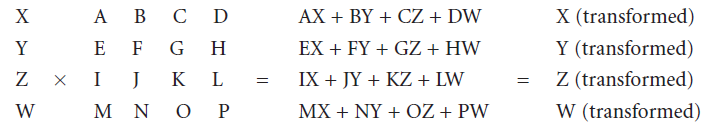 X A B C D AX + BY + CZ + DW X (transformed)
Y E F G H EX + FY + GZ + HW Y (transformed)
Z × I J K L = IX + JY + KZ + LW = Z (transformed)
W M N O P MX + NY + OZ + PW W (transformed)